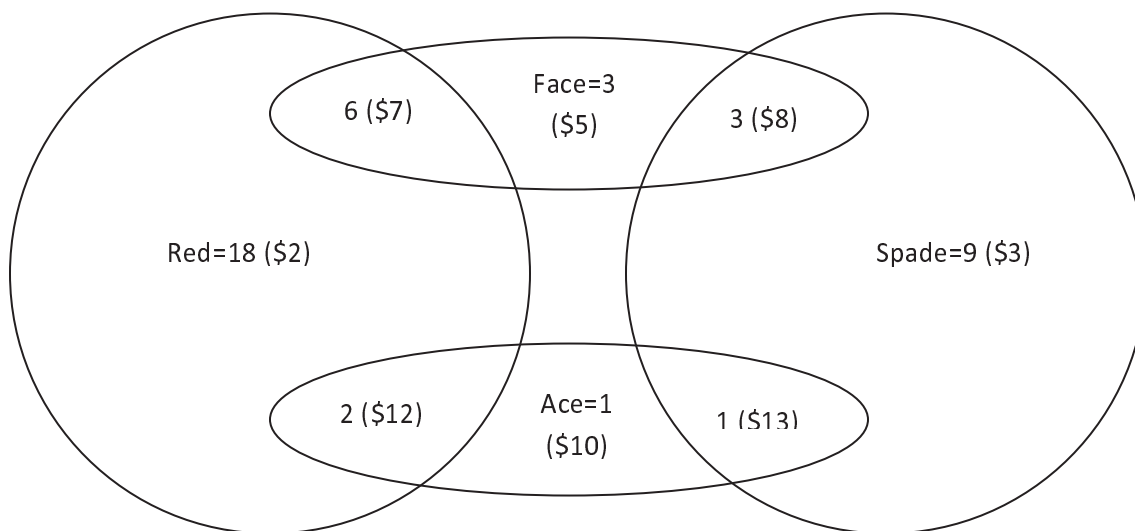 Face=3
($5)
6 ($7)
3 ($8)
Red=18 ($2)
Spade=9 ($3)
Ace=1
($10)
2 ($12)
1 ($13)